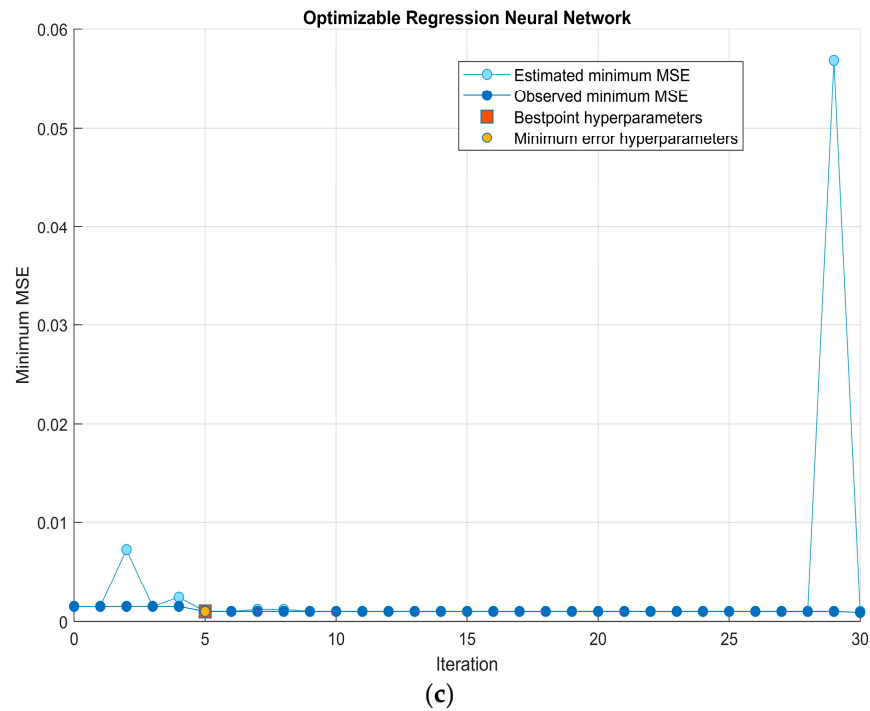 Optimizable Regression Neural Network
0.06
0.05
0.04
0.03
0.02
0.01
0
Minimum MSE
Estimated minimum MSE
Observed minimum MSE
Bestpoint hyperparameters
Minimum error hyperparameters
0 5 10 15 20 25 30
Iteration
(c)